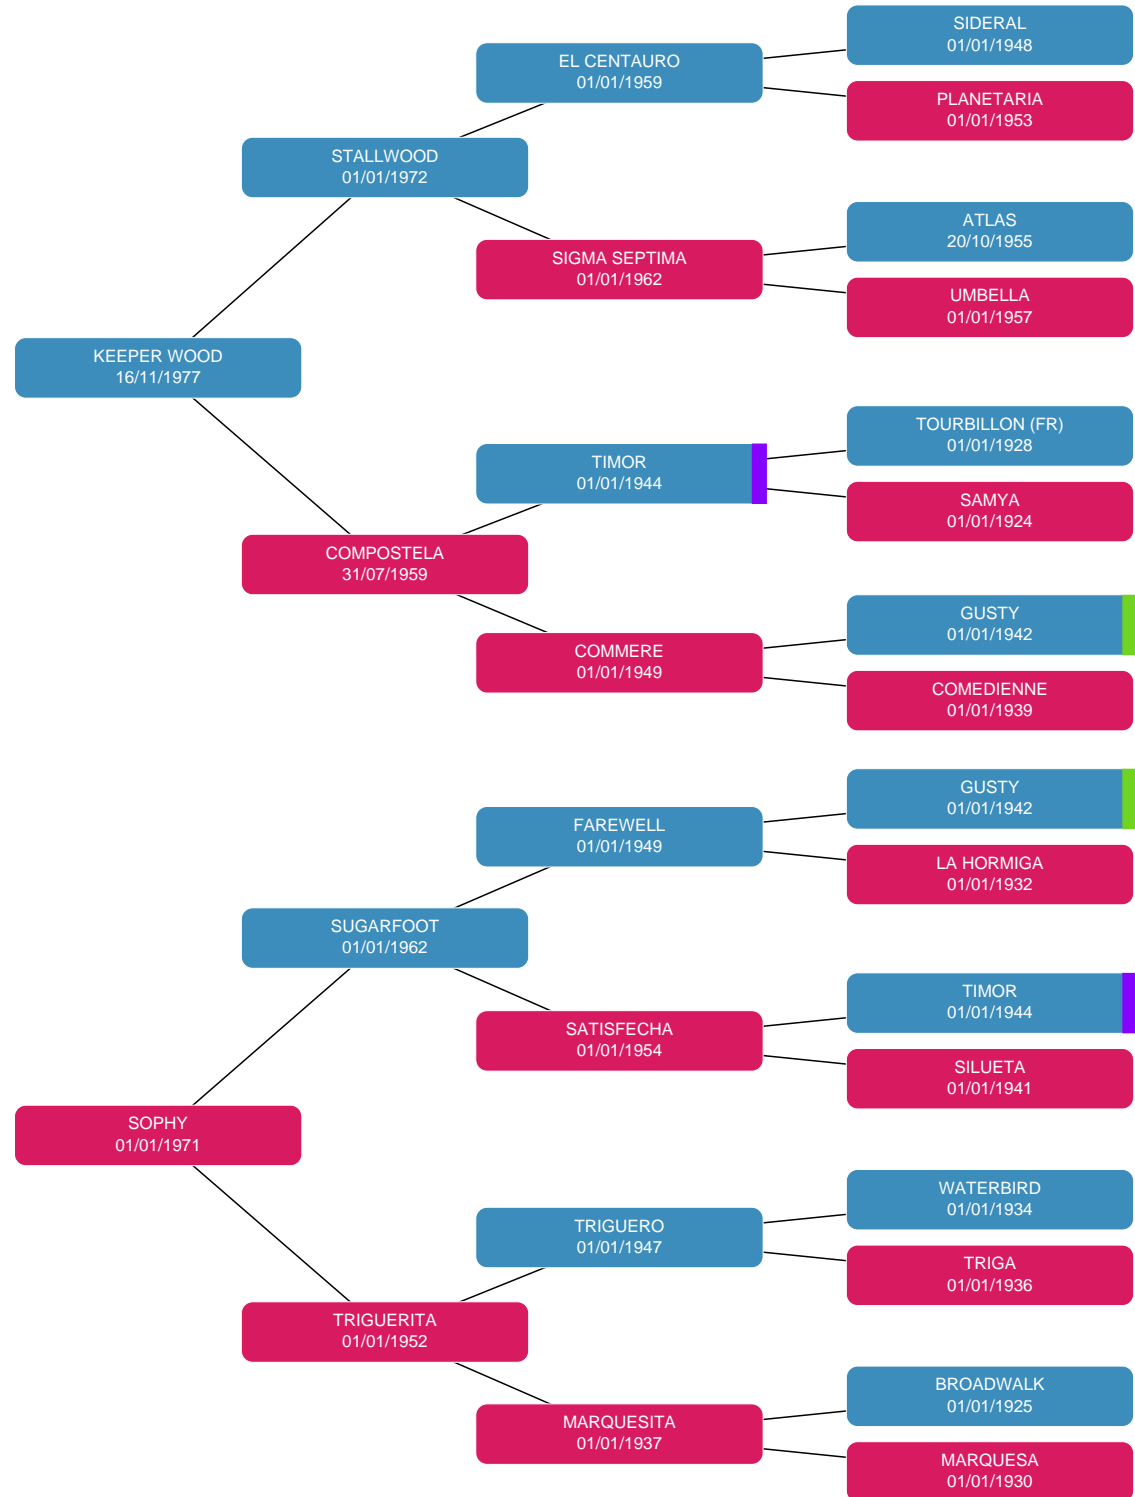 SIDERAL
01/01/1948
EL CENTAURO
01/01/1959
PLANETARIA
01/01/1953
STALLWOOD
01/01/1972
ATLAS
20/10/1955
SIGMA SEPTIMA
01/01/1962
UMBELLA
01/01/1957
KEEPER WOOD
16/11/1977
TOURBILLON (FR)
01/01/1928
TIMOR
01/01/1944
SAMYA
01/01/1924
COMPOSTELA
31/07/1959
GUSTY
01/01/1942
COMMERE
01/01/1949
COMEDIENNE
01/01/1939
GUSTY
01/01/1942
FAREWELL
01/01/1949
LA HORMIGA
01/01/1932
SUGARFOOT
01/01/1962
TIMOR
01/01/1944
SATISFECHA
01/01/1954
SILUETA
01/01/1941
SOPHY
01/01/1971
WATERBIRD
01/01/1934
TRIGUERO
01/01/1947
TRIGA
01/01/1936
TRIGUERITA
01/01/1952
BROADWALK
01/01/1925
MARQUESITA
01/01/1937
MARQUESA
01/01/1930